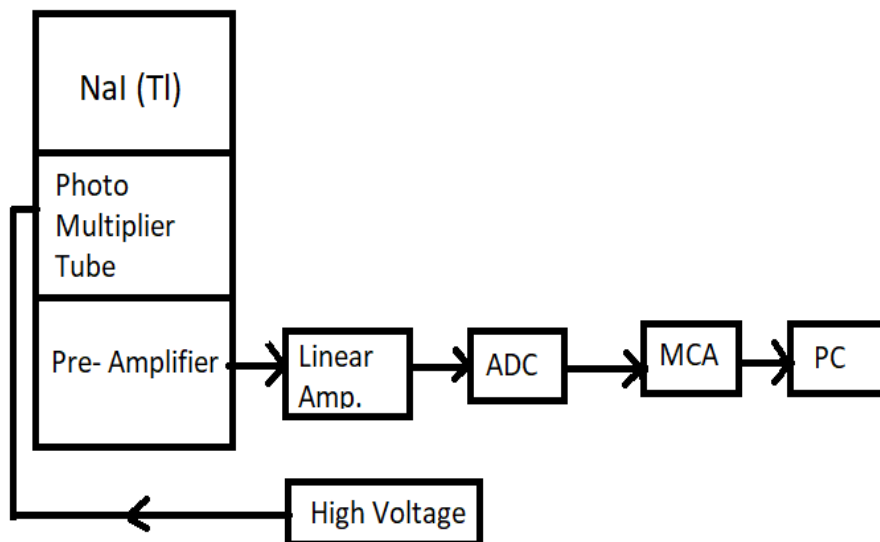 NaI (Tl)
Photo
Multiplier
Tube
Pre- Amplifier
Linear
Amp.
ADC
MCA
PC
High Voltage